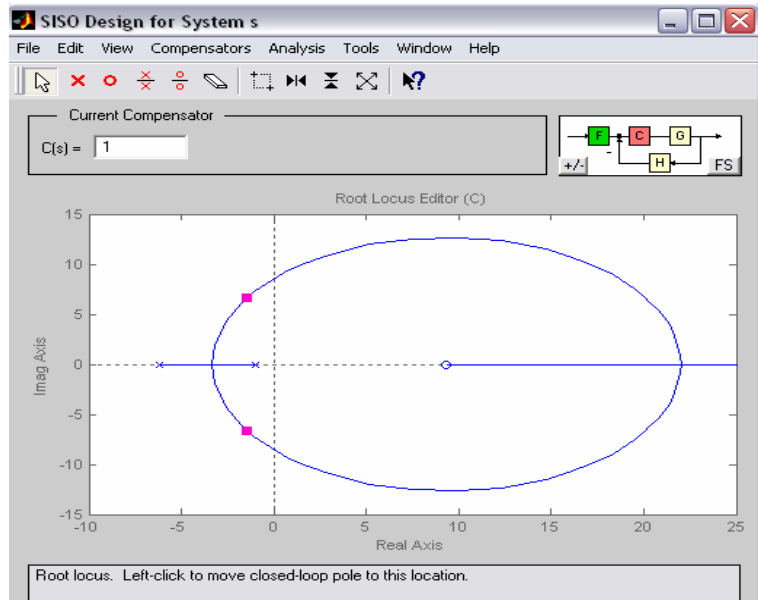 SISO Design for System s
File Edit View Compensators Analysis Tools Window Help
Current Compensator
C(s) = 1
F C G
H
+/- FS
Root Locus Editor (C)
15
10
5
0
-5
-10
-15
Imag Axis
-10 -5 0 5 10 15 20 25
Real Axis
Root locus. Left-click to move closed-loop pole to this location.